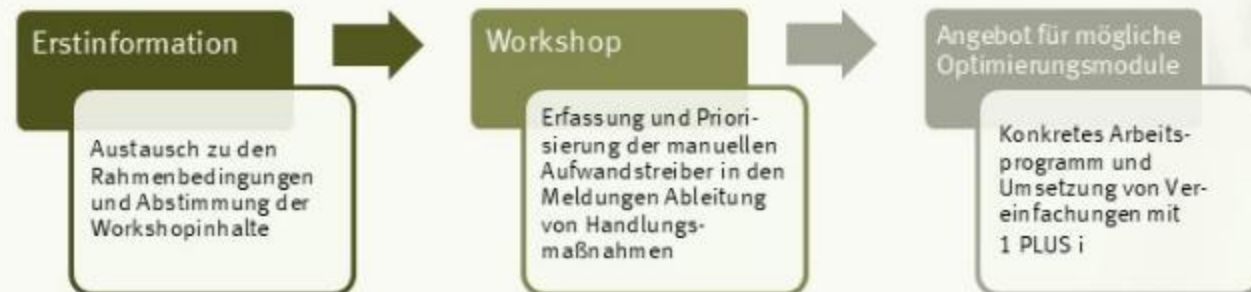 Erstinformation
Austausch zu den
Rahmenbedingungen
und Abstimmung der
Workshopinhalte
Workshop
Erfassung und Priori-
sierung der manuellen
Aufwandstreiber in den
Meldungen Ableitung
von Handlungs-
maßnahmen
Angebot für mögliche
Optimierungsmodule
Konkretes Arbeits-
programm und
Umsetzung von Ver-
einfachungen mit
1 PLUS i